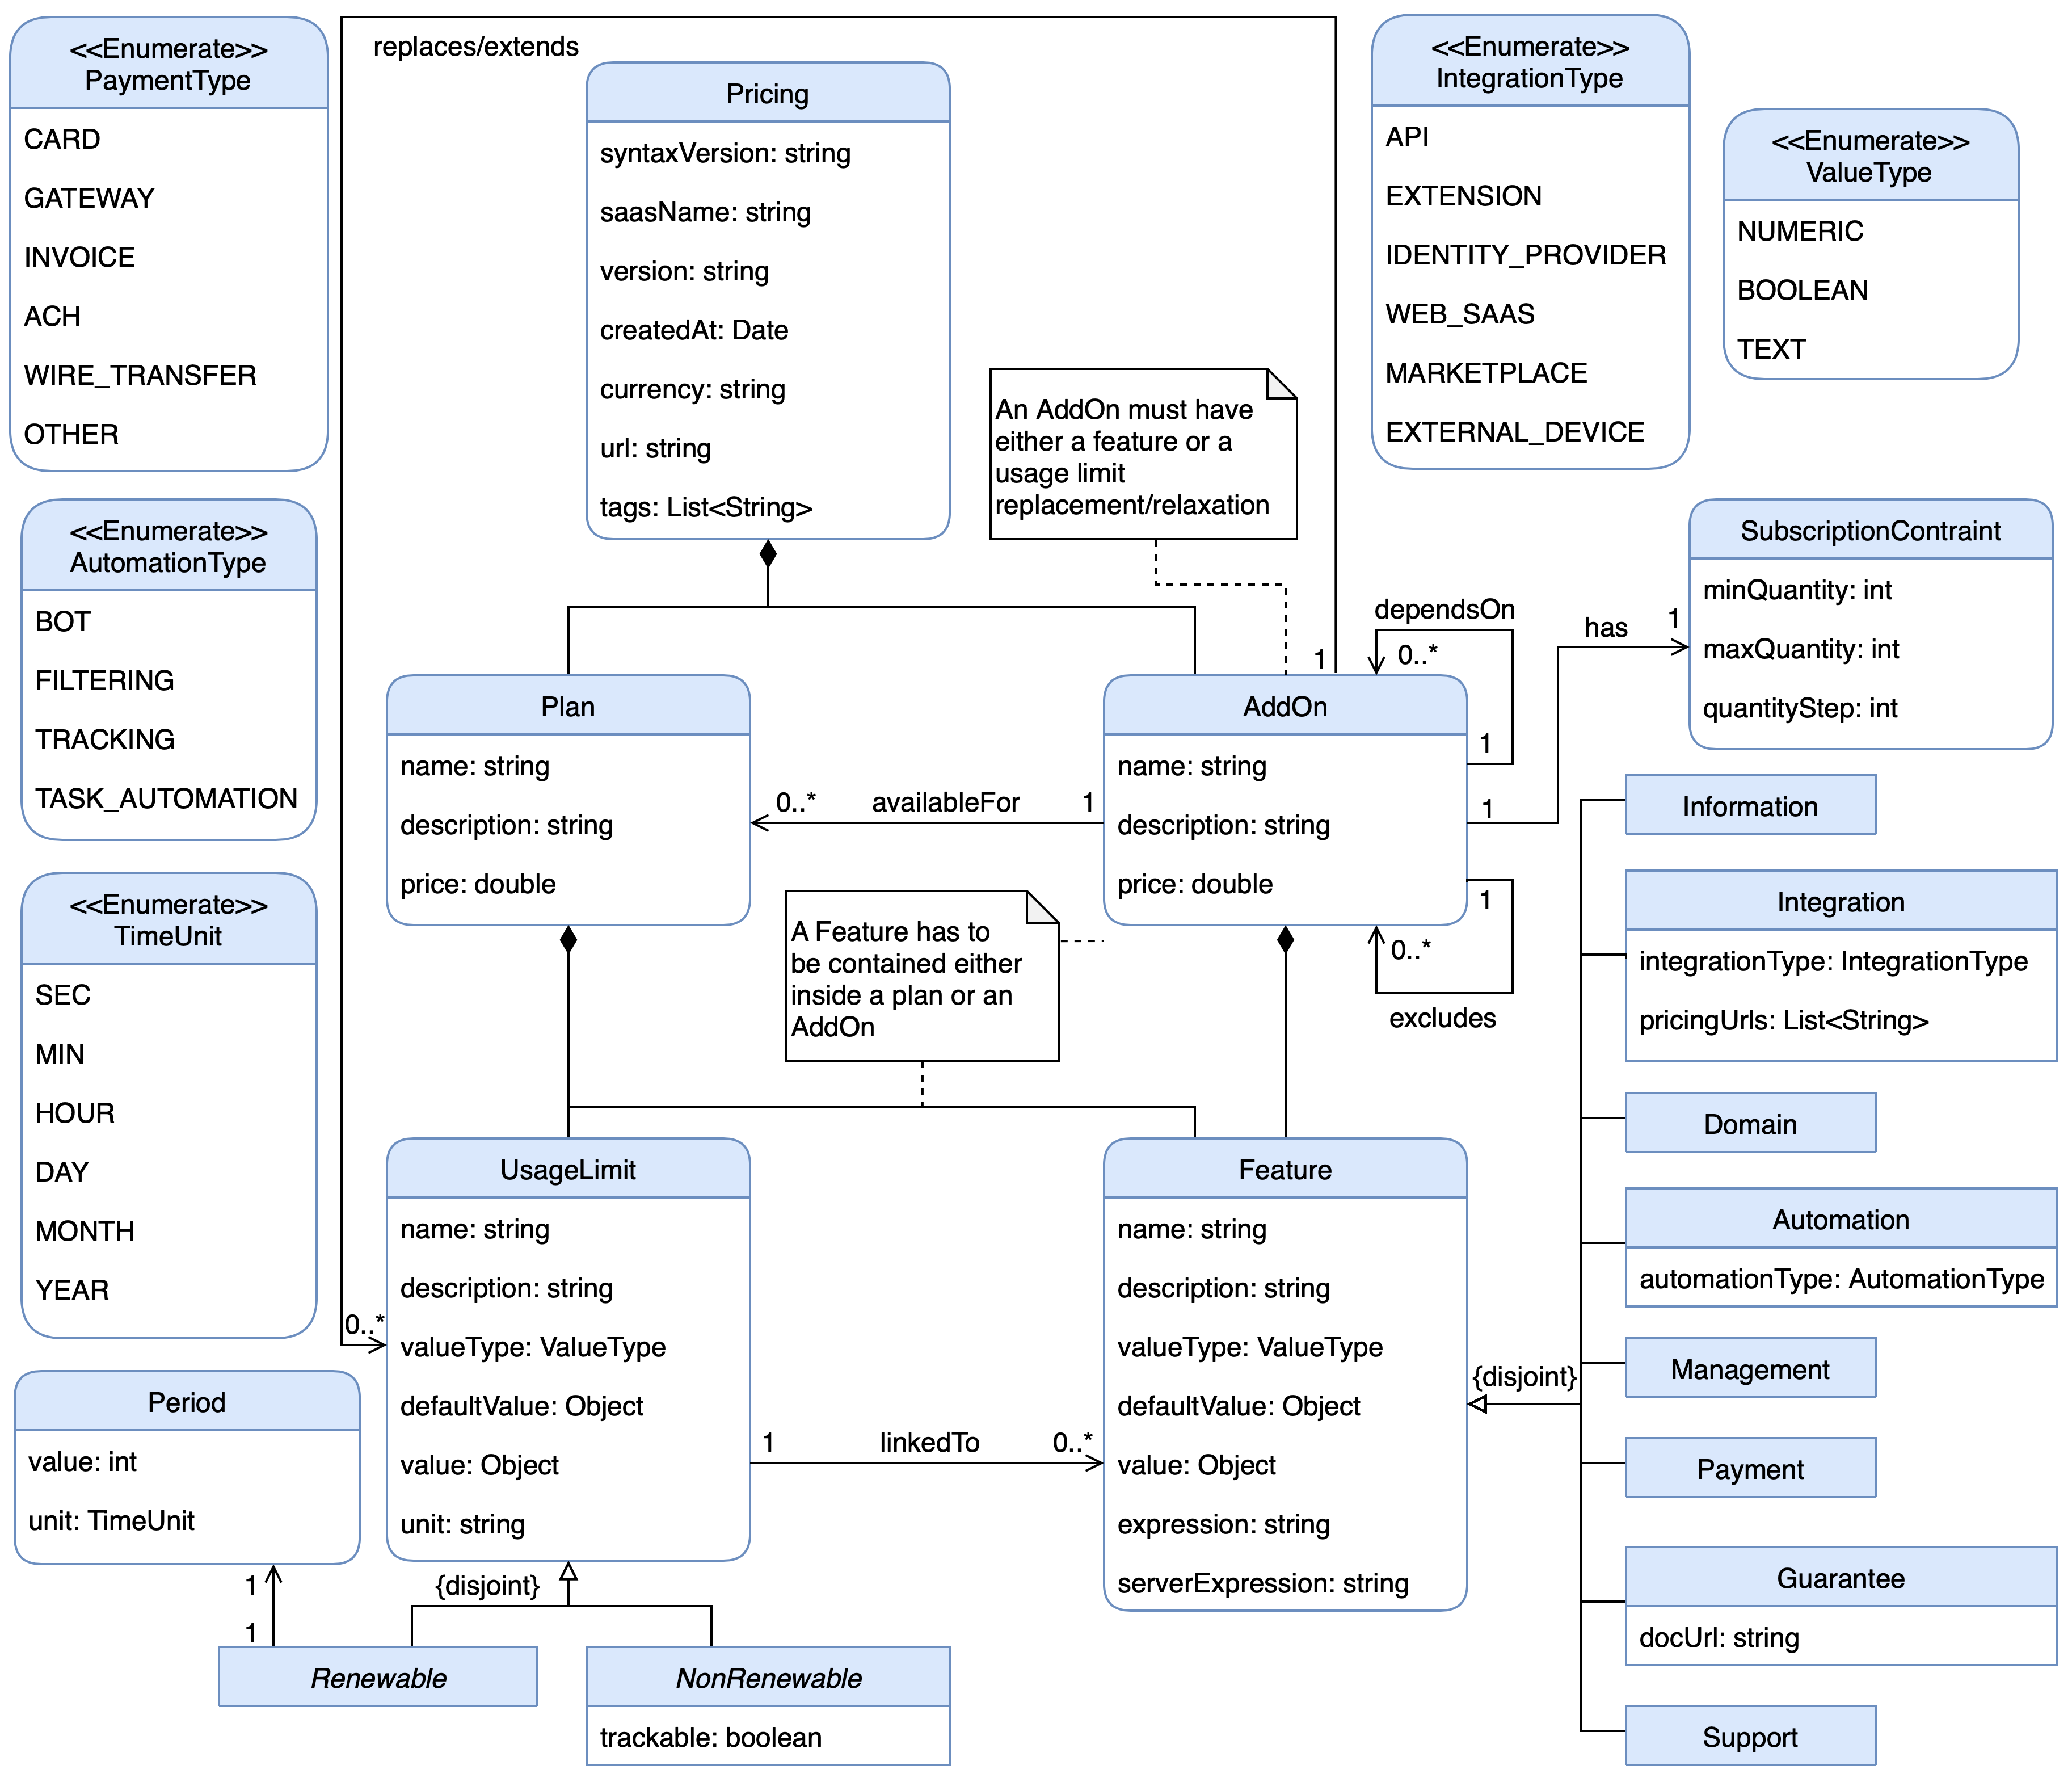 <<Enumerate>>
PaymentType
CARD
GATEWAY
INVOICE
ACH
WIRE_TRANSFER
OTHER
replaces/extends
Pricing
syntaxVersion: string
saasName: string
version: string
createdAt: Date
currency: string
url: string
tags: List<String>
<<Enumerate>>
IntegrationType
API
EXTENSION
IDENTITY_PROVIDER
WEB_SAAS
MARKETPLACE
EXTERNAL_DEVICE
<<Enumerate>>
ValueType
NUMERIC
BOOLEAN
TEXT
An AddOn must have
either a feature or a
usage limit
replacement/relaxation
<<Enumerate>>
AutomationType
BOT
FILTERING
TRACKING
TASK_AUTOMATION
SubscriptionContraint
minQuantity: int
maxQuantity: int
quantityStep: int
dependsOn
0..*
1
1
has
1
1
Plan
name: string
description: string
price: double
0..*
availableFor
1
AddOn
name: string
description: string
price: double
1
0..*
excludes
<<Enumerate>>
TimeUnit
SEC
MIN
HOUR
DAY
MONTH
YEAR
A Feature has to
be contained either
inside a plan or an
AddOn
Information
Integration
integrationType: IntegrationType
pricingUrls: List<String>
Domain
Automation
automationType: AutomationType
Management
Payment
Guarantee
docUrl: string
Support
UsageLimit
name: string
description: string
valueType: ValueType
defaultValue: Object
value: Object
unit: string
0..*
1
linkedTo
0..*
Feature
name: string
description: string
valueType: ValueType
defaultValue: Object
value: Object
expression: string
serverExpression: string
{disjoint}
Period
value: int
unit: TimeUnit
1
1
{disjoint}
Renewable
NonRenewable
trackable: boolean